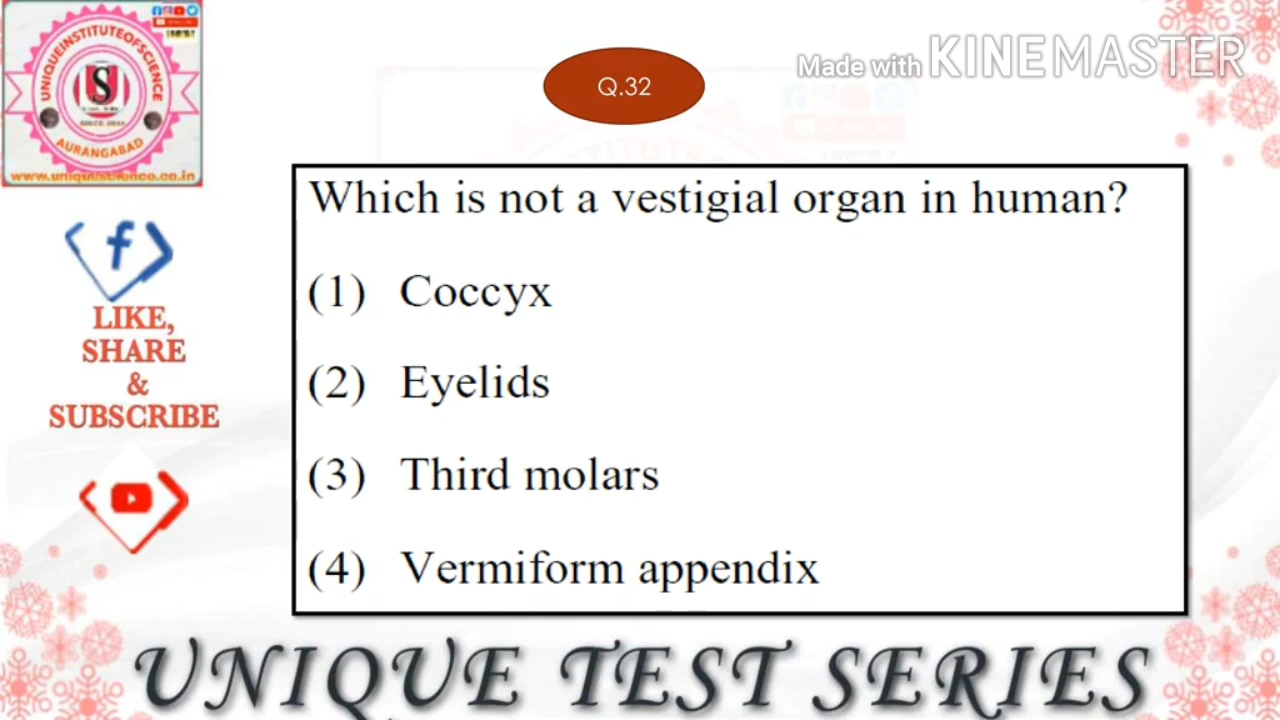 UNIQUEINSTITUTEOFSCIENCE
S
AURANGABAD
Q.32
Made with KINEMASTER
Which is not a vestigial organ in human?
(1) Coccyx
(2) Eyelids
(3) Third molars
(4) Vermiform appendix
LIKE,
SHARE
&
SUBSCRIBE
UNIQUE TEST SERIES